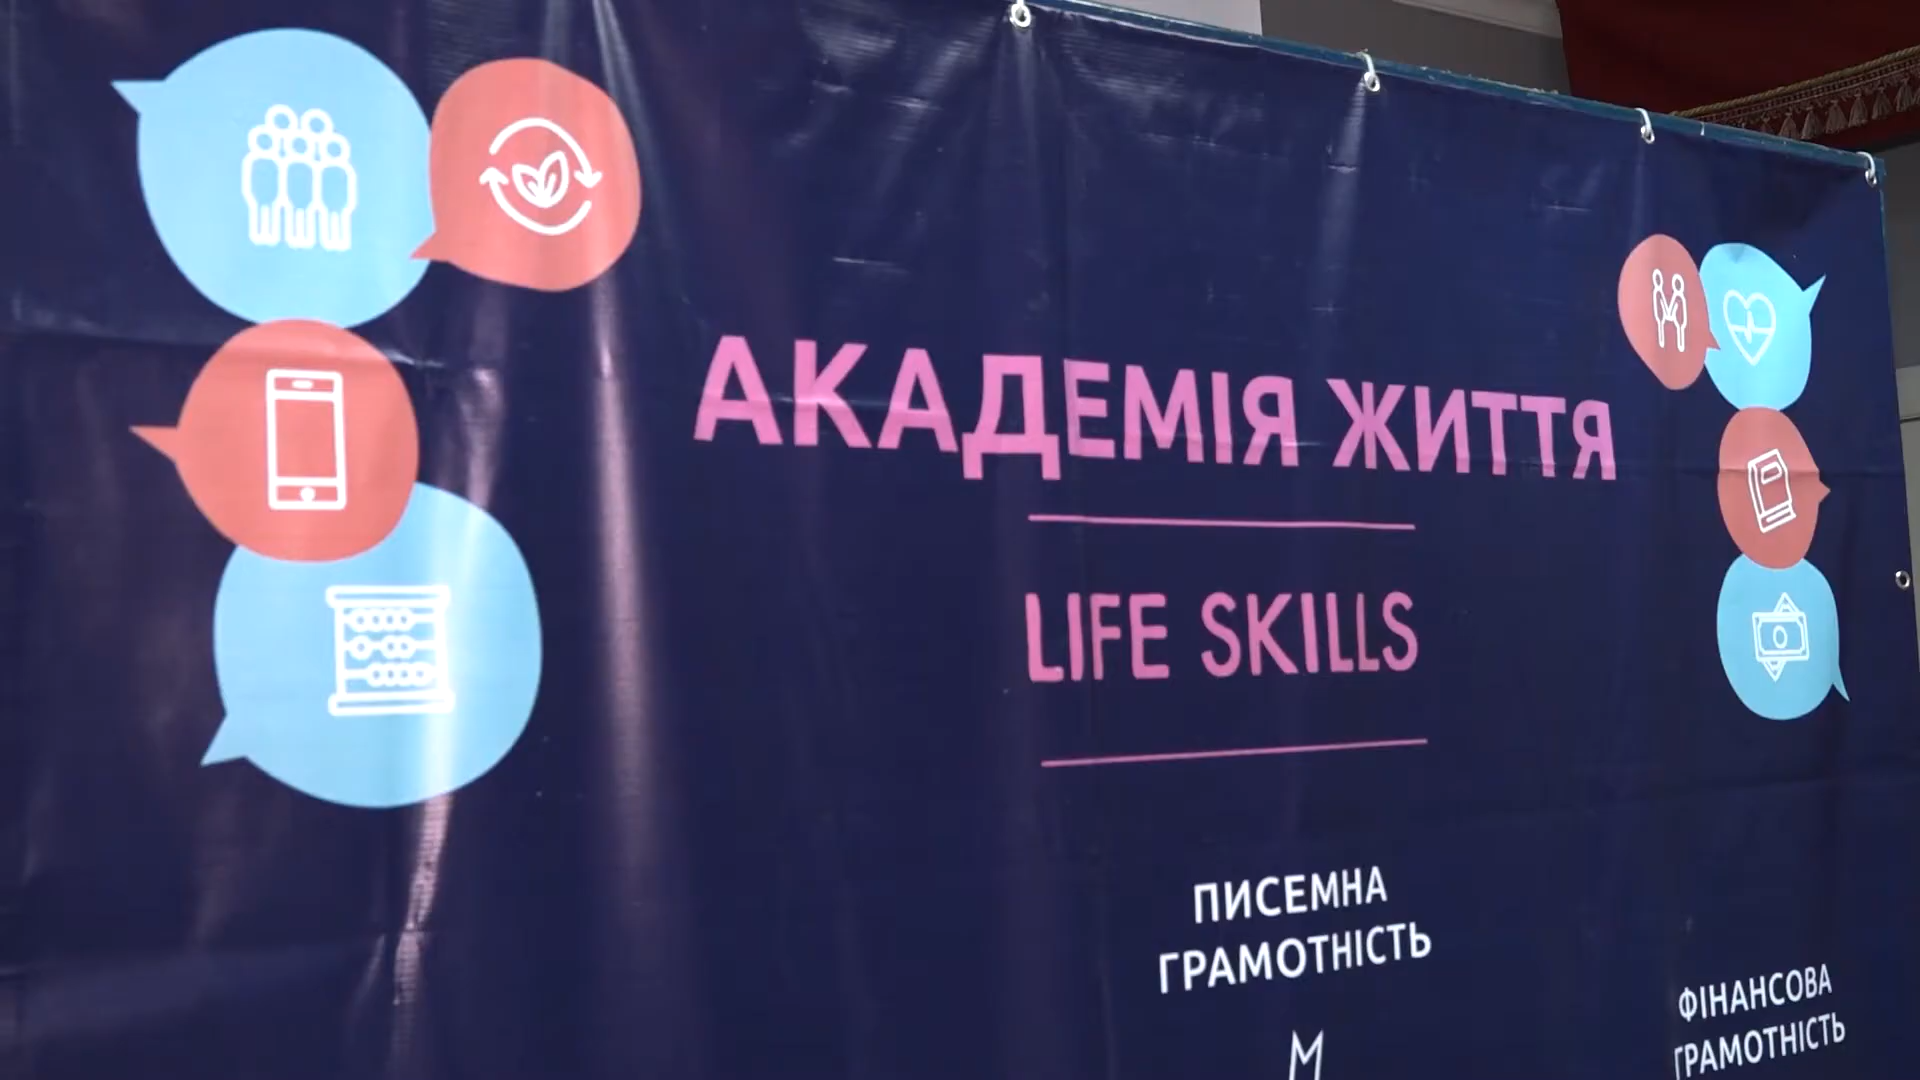 АКАДЕМІЯ ЖИТТЯ
LIFE SKILLS
ПИСЕМНА
ГРАМОТНІСТЬ
ФІНАНСОВА
ГРАМОТНІСТЬ